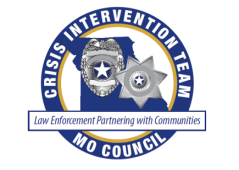 CRISIS INTERVENTION TEAM
Law Enforcement Partnering with Communities
MO COUNCIL